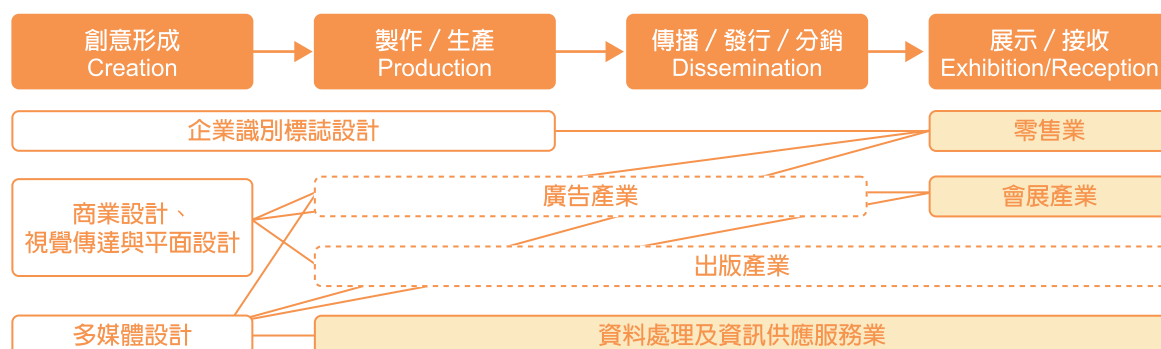 創意形成
Creation
製作 / 生產
Production
傳播 / 發行 / 分銷
Dissemination
展示 / 接收
Exhibition/Reception
企業識別標誌設計
零售業
商業設計、
視覺傳達與平面設計
廣告產業
會展產業
出版產業
多媒體設計
資料處理及資訊供應服務業